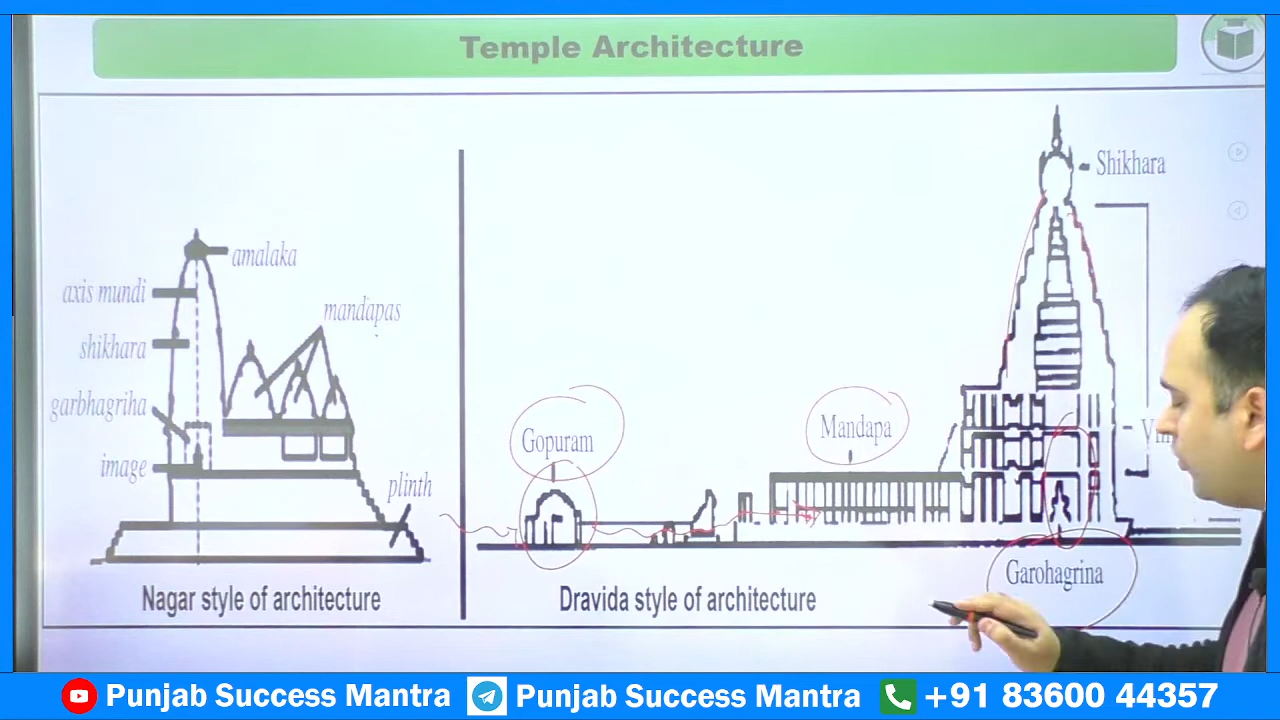 Temple Architecture
amalaka
axis mundi
mandapas
shikhara
garbhagriha
image
plinth
Nagar style of architecture
Shikhara
Gopuram
Mandapa
Garohagrina
Dravida style of architecture
Punjab Success Mantra
Punjab Success Mantra
+91 83600 44357